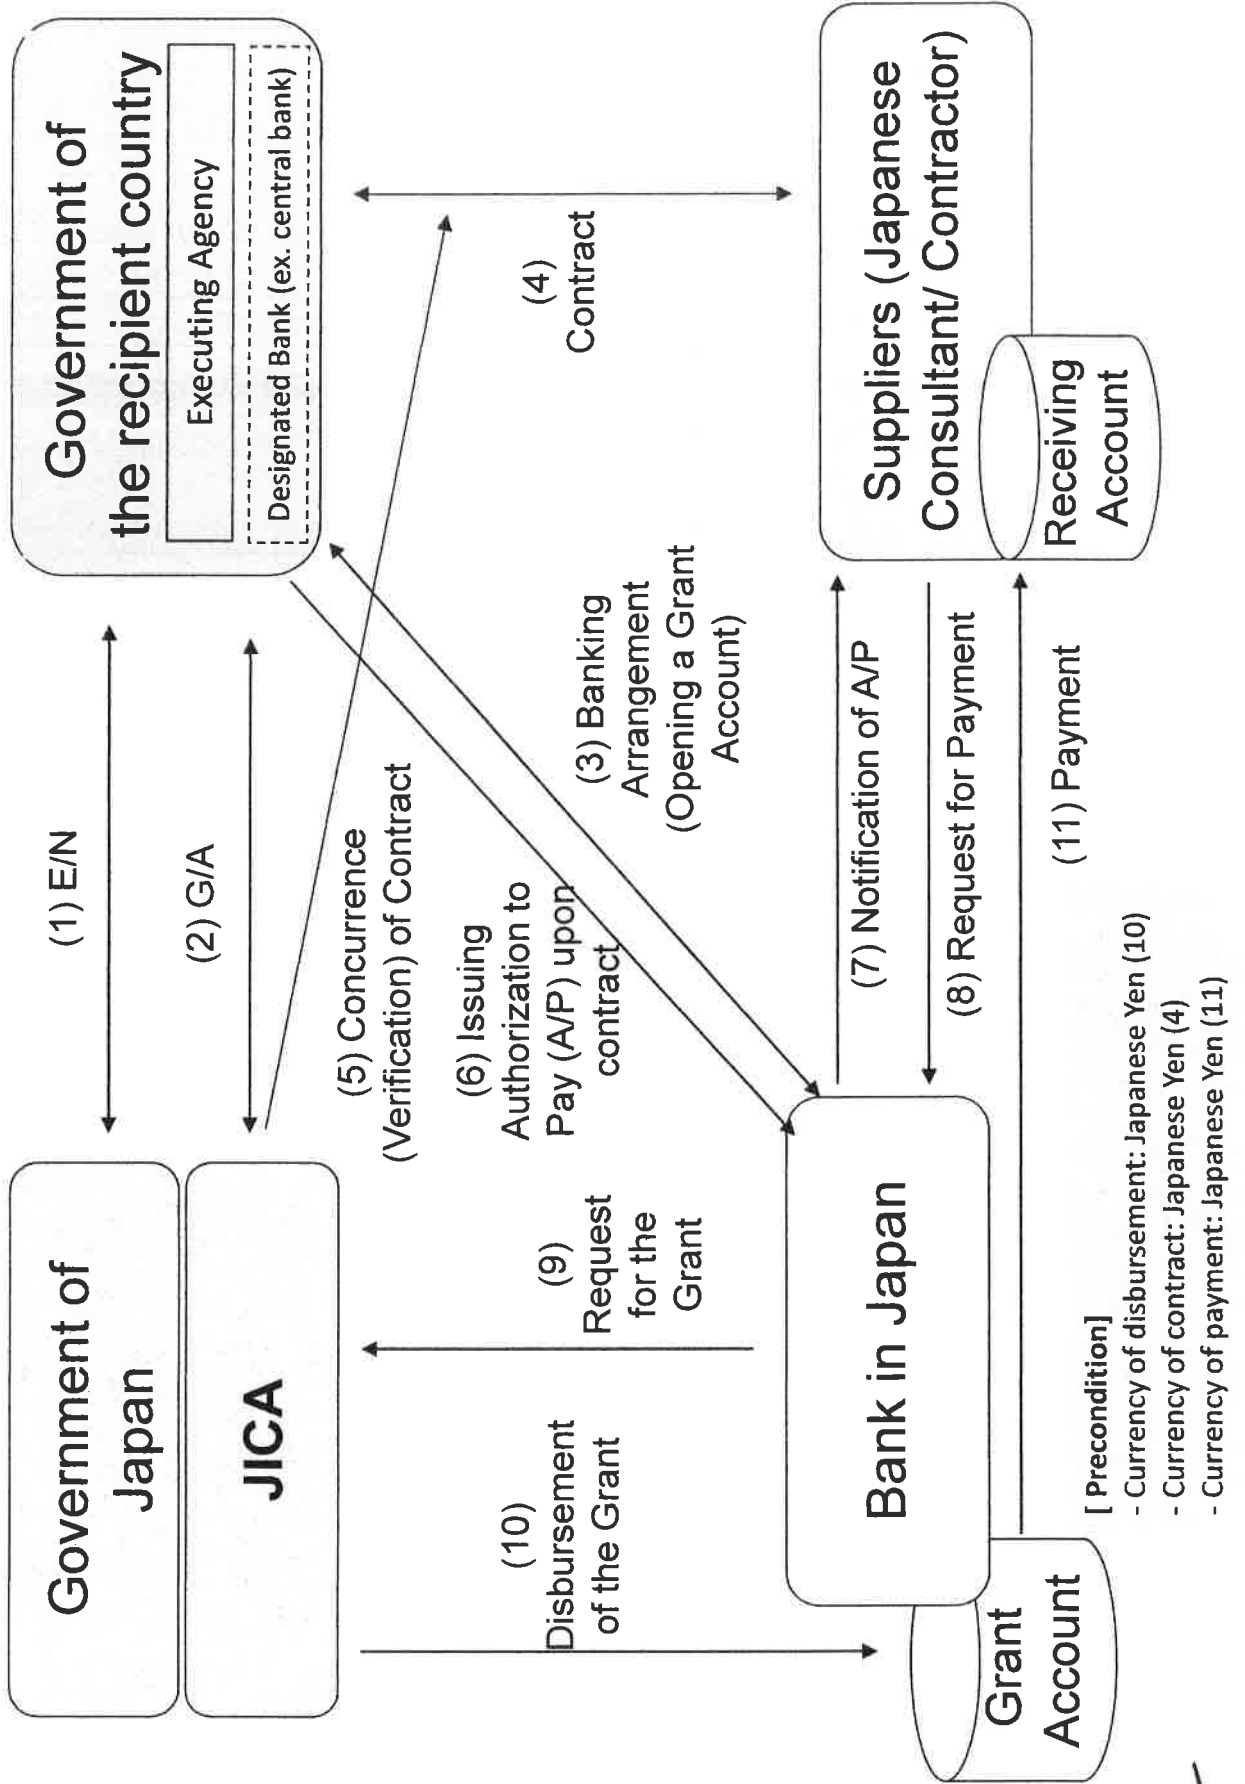 Government of
Japan
JICA
(1) E/N
(2) G/A
Government of
the recipient country
Executing Agency
Designated Bank (ex. central bank)
(5) Concurrence
(Verification) of Contract
(6) Issuing
Authorization to
Pay (A/P) upon
contract
(3) Banking
Arrangement
(Opening a Grant
Account)
(4)
Contract
(10)
Disbursement
of the Grant
(9)
Request
for the
Grant
Bank in Japan
Grant
Account
(7) Notification of A/P
(8) Request for Payment
(11) Payment
Suppliers (Japanese
Consultant/ Contractor)
Receiving
Account
[ Precondition]
- Currency of disbursement: Japanese Yen (10)
- Currency of contract: Japanese Yen (4)
- Currency of payment: Japanese Yen (11)